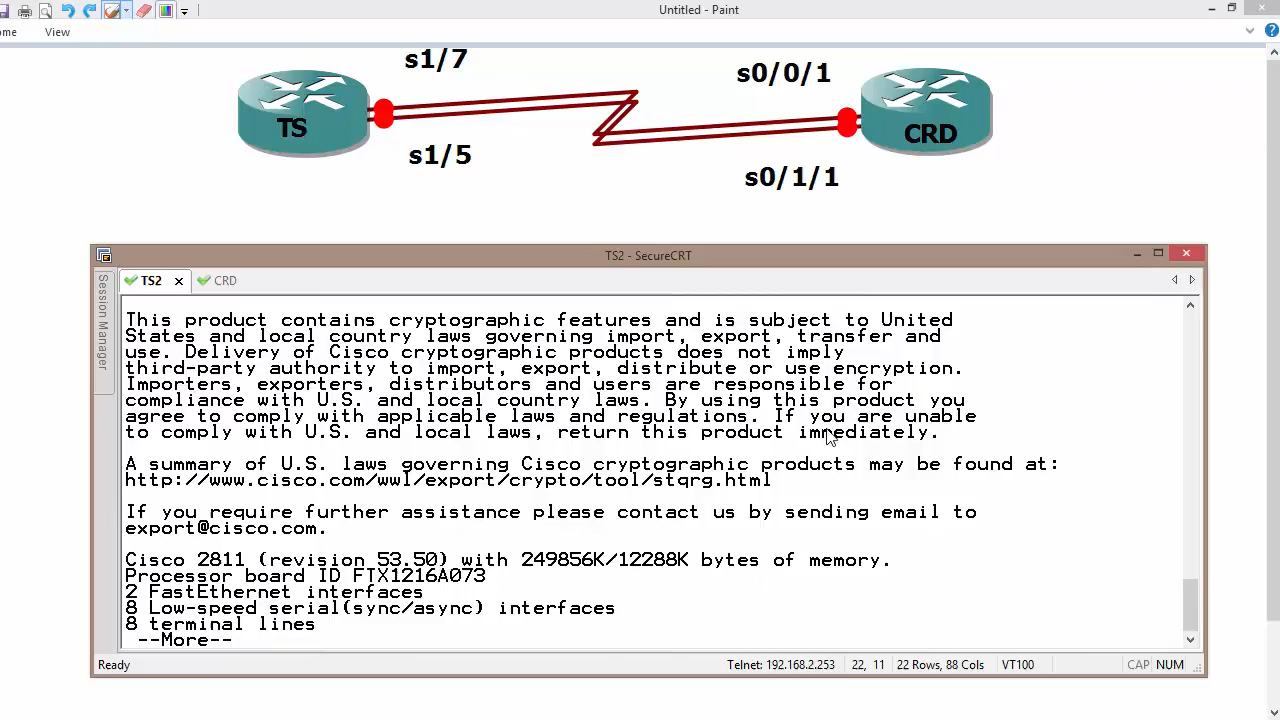 Untitled - Paint
ome View
s1/7
s0/0/1
TS
CRD
s1/5
s0/1/1
TS2 - SecureCRT
Session Manager
TS2 CRD
This product contains cryptographic features and is subject to United
States and local country laws governing import, export, transfer and
use. Delivery of Cisco cryptographic products does not imply
third-party authority to import, export, distribute or use encryption.
Importers, exporters, distributors and users are responsible for
compliance with U.S. and local country laws. By using this product you
agree to comply with applicable laws and regulations. If you are unable
to comply with U.S. and local laws, return this product immediately.
A summary of U.S. laws governing Cisco cryptographic products may be found at:
http://www.cisco.com/wwl/export/crypto/tool/stqrg.html
If you require further assistance please contact us by sending email to
export@cisco.com.
Cisco 2811 (revision 53.50) with 249856K/12288K bytes of memory.
Processor board ID FTX1216A073
2 FastEthernet interfaces
8 Low-speed serial(sync/async) interfaces
8 terminal lines
--More--
Ready Telnet: 192.168.2.253 22, 11 22 Rows, 88 Cols VT100 CAP NUM